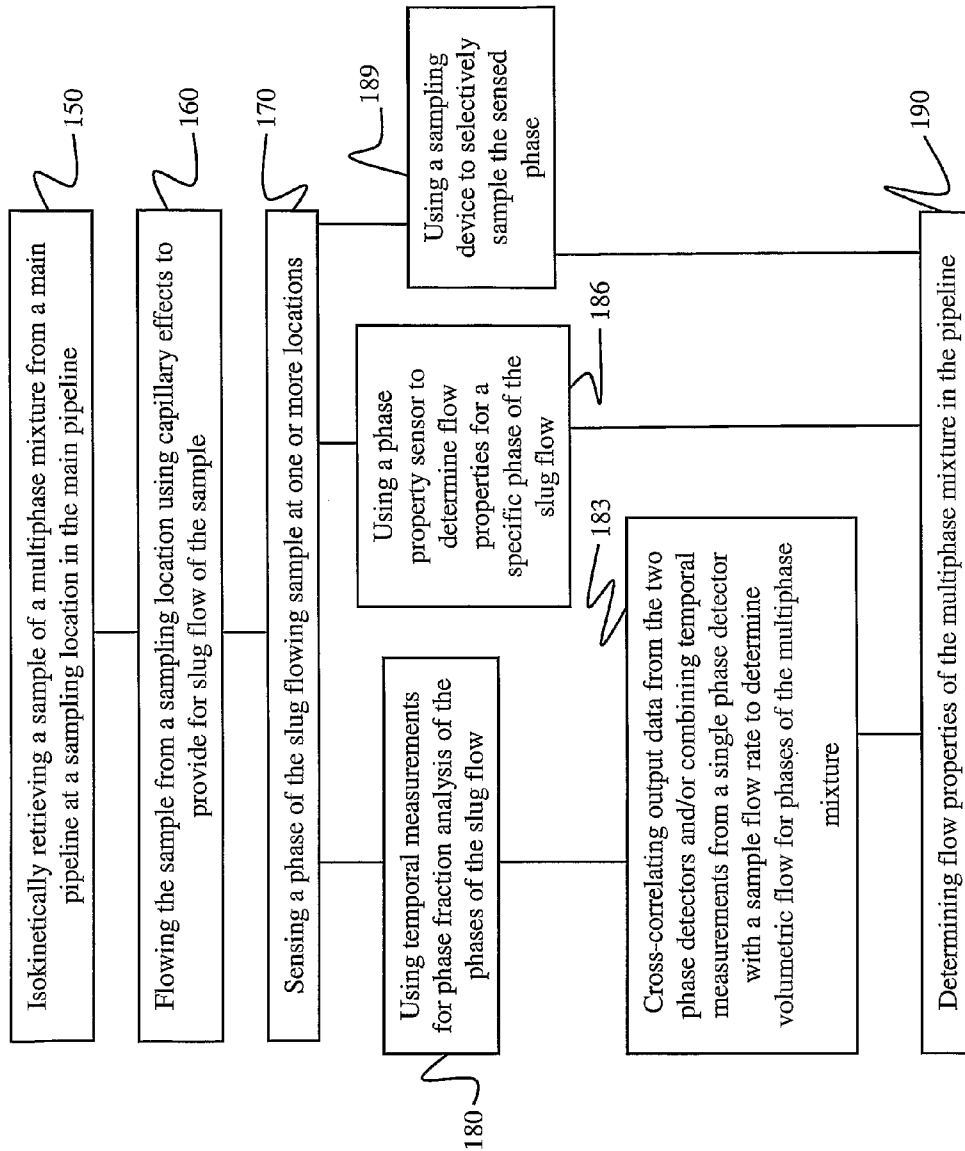 Isokinetically retrieving a sample of a multiphase mixture from a main
pipeline at a sampling location in the main pipeline
150
Flowing the sample from a sampling location using capillary effects to
provide for slug flow of the sample
160
Sensing a phase of the slug flowing sample at one or more locations
170
Using temporal measurements
for phase fraction analysis of the
phases of the slug flow
180
Using a phase
property sensor to
determine flow
properties for a
specific phase of the
slug flow
186
Using a sampling
device to selectively
sample the sensed
phase
189
Cross-correlating output data from the two
phase detectors and/or combining temporal
measurements from a single phase detector
with a sample flow rate to determine
volumetric flow for phases of the multiphase
mixture
183
Determining flow properties of the multiphase mixture in the pipeline
190